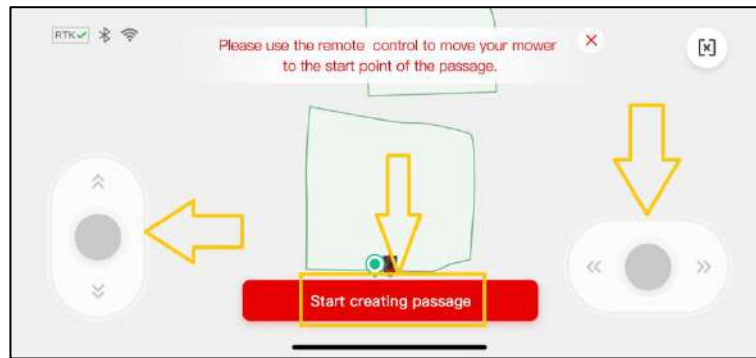 RTK
Please use the remote control to move your mower
to the start point of the passage.
Start creating passage